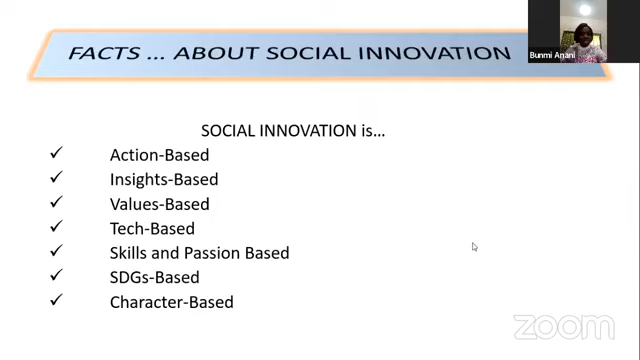 FACTS ... ABOUT SOCIAL INNOVATION
Bunmi Anani
SOCIAL INNOVATION is...
✓ Action-Based
✓ Insights-Based
✓ Values-Based
✓ Tech-Based
✓ Skills and Passion Based
✓ SDGs-Based
✓ Character-Based
zoom